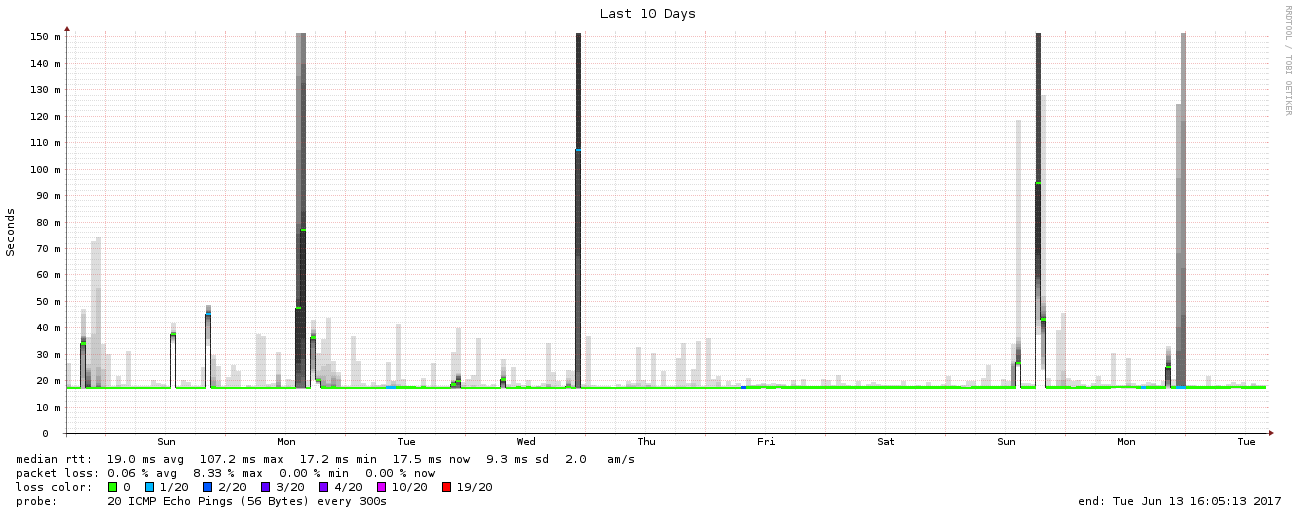 Last 10 Days
RRDTOOL / TOBI OETIKER
Seconds
150 m
140 m
130 m
120 m
110 m
100 m
90 m
80 m
70 m
60 m
50 m
40 m
30 m
20 m
10 m
0
Sun Mon Tue Wed Thu Fri Sat Sun Mon Tue
median rtt: 19.0 ms avg 107.2 ms max 17.2 ms min 17.5 ms now 9.3 ms sd 2.0 am/s
packet loss: 0.06 % avg 8.33 % max 0.00 % min 0.00 % now
loss color: 0 1/20 2/20 3/20 4/20 10/20 19/20
probe: 20 ICMP Echo Pings (56 Bytes) every 300s end: Tue Jun 13 16:05:13 2017